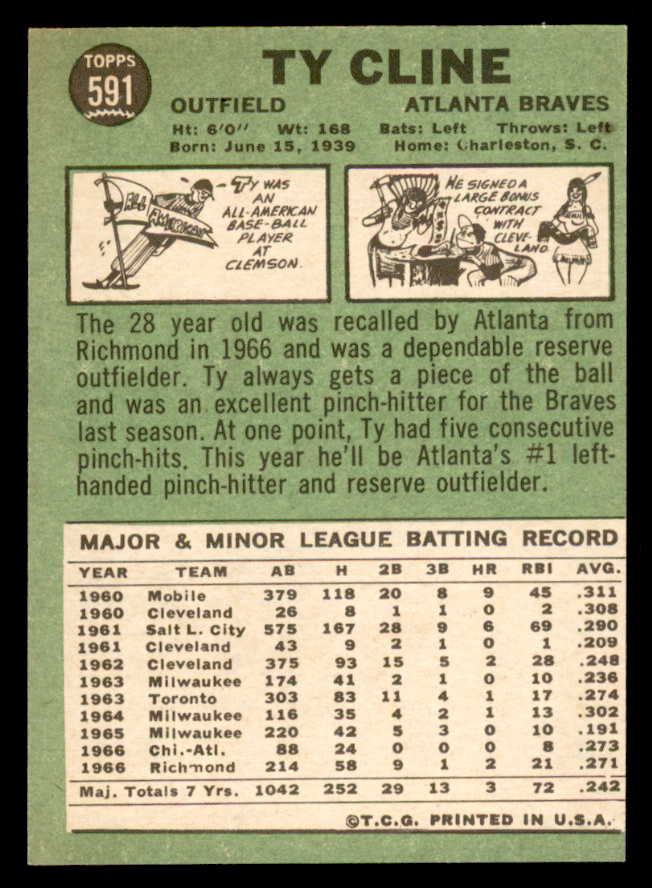 TOPPS
591
TY CLINE
OUTFIELD ATLANTA BRAVES
Ht: 6'0" Wt: 168 Bats: Left Throws: Left
Born: June 15, 1939 Home: Charleston, S. C.
ALL
AMERICAN
TY WAS
AN
ALL-AMERICAN
BASE-BALL
PLAYER
AT
CLEMSON.
HE SIGNED A
LARGE BONUS
CONTRACT
WITH
CLEVE-
LAND.
The 28 year old was recalled by Atlanta from
Richmond in 1966 and was a dependable reserve
outfielder. Ty always gets a piece of the ball
and was an excellent pinch-hitter for the Braves
last season. At one point, Ty had five consecutive
pinch-hits. This year he'll be Atlanta's #1 left-
handed pinch-hitter and reserve outfielder.
MAJOR & MINOR LEAGUE BATTING RECORD
YEAR TEAM AB H 2B 3B HR RBI AVG.
1960 Mobile 379 118 20 8 9 45 .311
1960 Cleveland 26 8 1 1 0 2 .308
1961 Salt L. City 575 167 28 9 6 69 .290
1961 Cleveland 43 9 2 1 0 1 .209
1962 Cleveland 375 93 15 5 2 28 .248
1963 Milwaukee 174 41 2 1 0 10 .236
1963 Toronto 303 83 11 4 1 17 .274
1964 Milwaukee 116 35 4 2 1 13 .302
1965 Milwaukee 220 42 5 3 0 10 .191
1966 Chi.-Atl. 88 24 0 0 0 8 .273
1966 Richmond 214 58 9 1 2 21 .271
Maj. Totals 7 Yrs. 1042 252 29 13 3 72 .242
©T.C.G. PRINTED IN U.S.A.